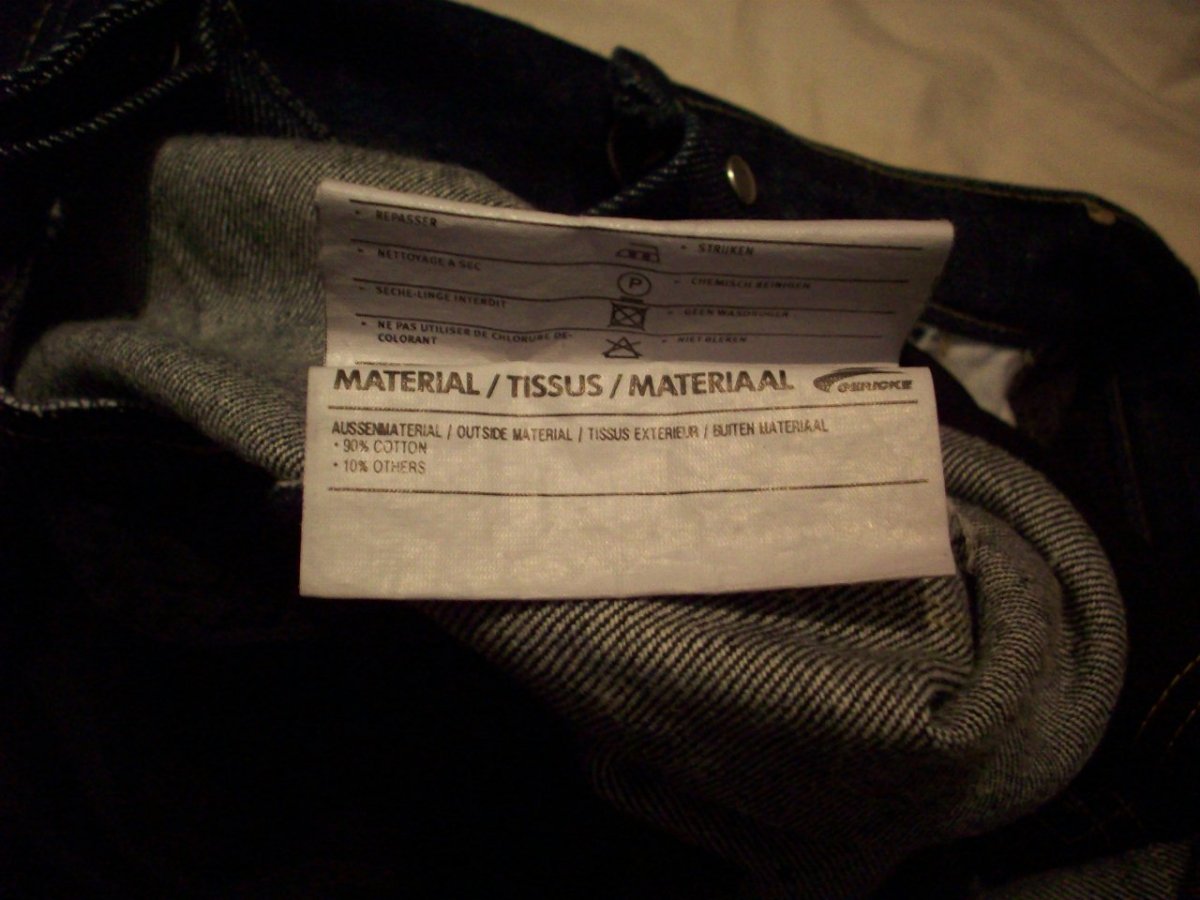 • REPASSER
• STRIJKEN
• NETTOYAGE A SEC
P
• CHEMISCH REINIGEN
• SECHE-LINGE INTERDIT
• GEEN WASDROGER
• NE PAS UTILISER DE CHLORURE DE-
COLORANT
• NIET BLEKEN
MATERIAL / TISSUS / MATERIAAL
GERICKE
AUSSENMATERIAL / OUTSIDE MATERIAL / TISSUS EXTERIEUR / BUITEN MATERIAAL
• 90% COTTON
• 10% OTHERS